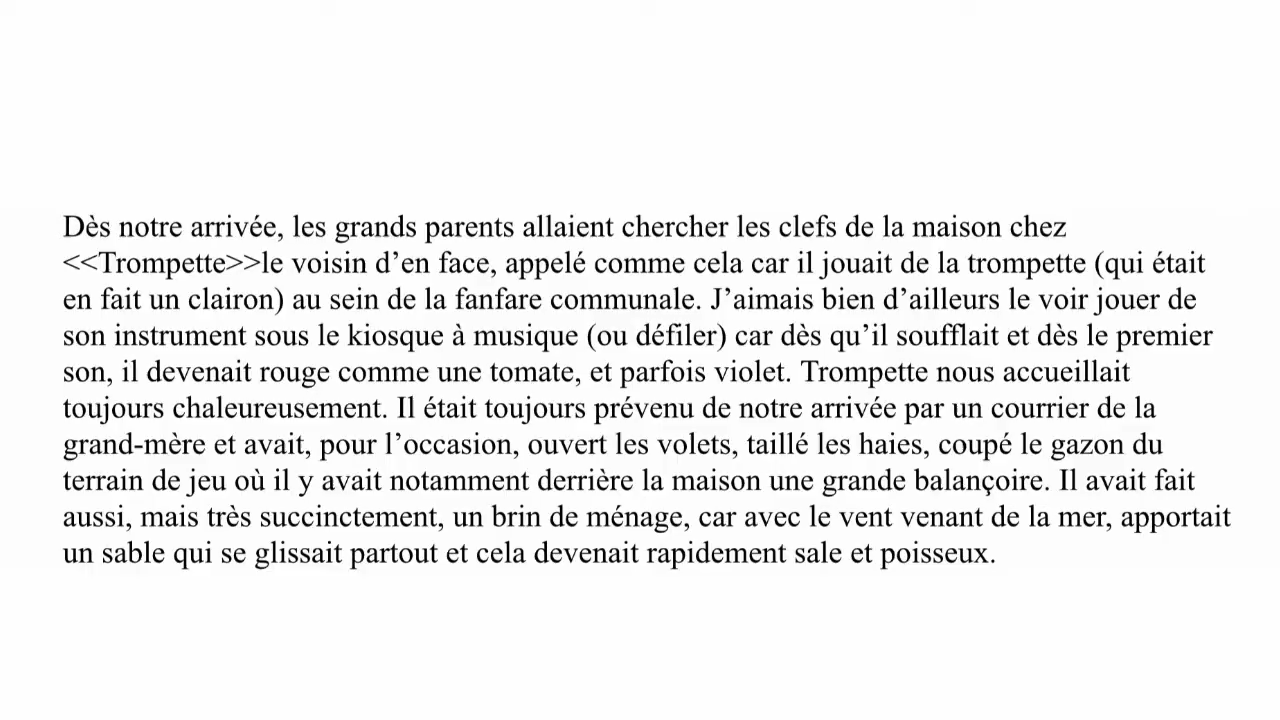 Dès notre arrivée, les grands parents allaient chercher les clefs de la maison chez
<<Trompette>>le voisin d’en face, appelé comme cela car il jouait de la trompette (qui était
en fait un clairon) au sein de la fanfare communale. J’aimais bien d’ailleurs le voir jouer de
son instrument sous le kiosque à musique (ou défiler) car dès qu’il soufflait et dès le premier
son, il devenait rouge comme une tomate, et parfois violet. Trompette nous accueillait
toujours chaleureusement. Il était toujours prévenu de notre arrivée par un courrier de la
grand-mère et avait, pour l’occasion, ouvert les volets, taillé les haies, coupé le gazon du
terrain de jeu où il y avait notamment derrière la maison une grande balançoire. Il avait fait
aussi, mais très succinctement, un brin de ménage, car avec le vent venant de la mer, apportait
un sable qui se glissait partout et cela devenait rapidement sale et poisseux.